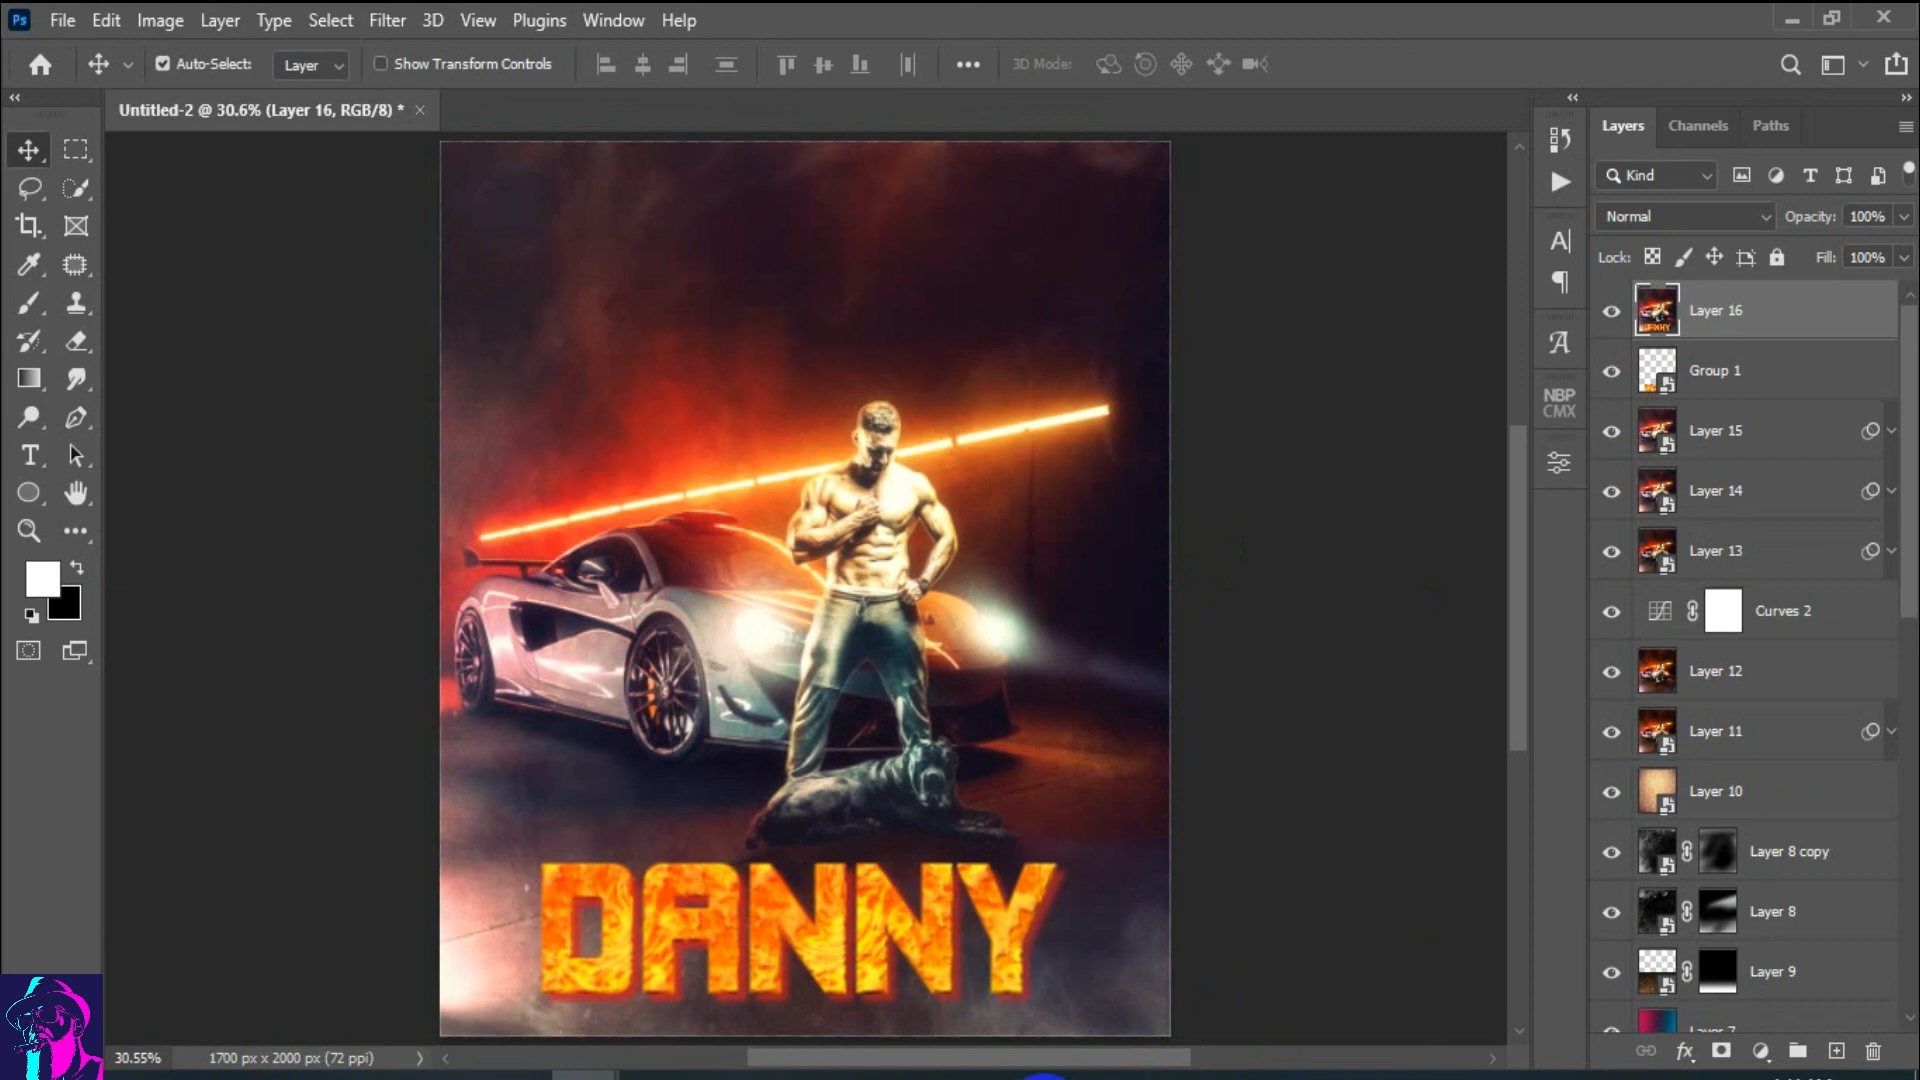 Ps File Edit Image Layer Type Select Filter 3D View Plugins Window Help
Auto-Select: Layer Show Transform Controls 3D Mode:
Untitled-2 @ 30.6% (Layer 16, RGB/8) *
Layers Channels Paths
Kind
Normal Opacity: 100%
Lock: Fill: 100%
NBP
CMX
Layer 16
Group 1
Layer 15
Layer 14
Layer 13
Curves 2
Layer 12
Layer 11
Layer 10
Layer 8 copy
Layer 8
Layer 9
Layer 7
DANNY
30.55% 1700 px x 2000 px (72 ppi)